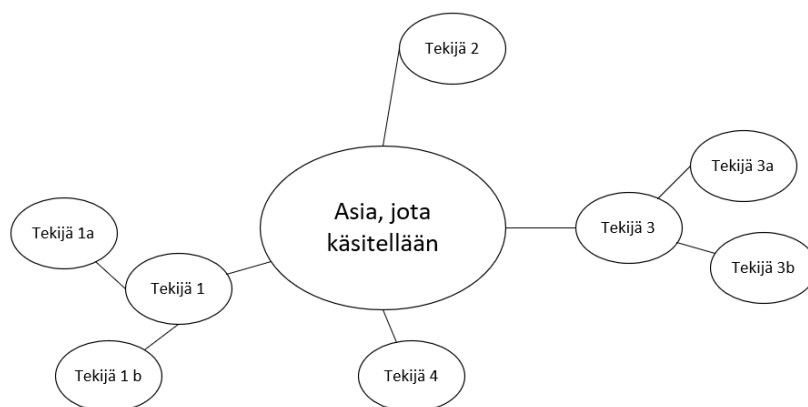 Tekijä 2
Tekijä 3a
Tekijä 1a
Asia, jota
käsitellään
Tekijä 3
Tekijä 3b
Tekijä 1
Tekijä 1 b
Tekijä 4